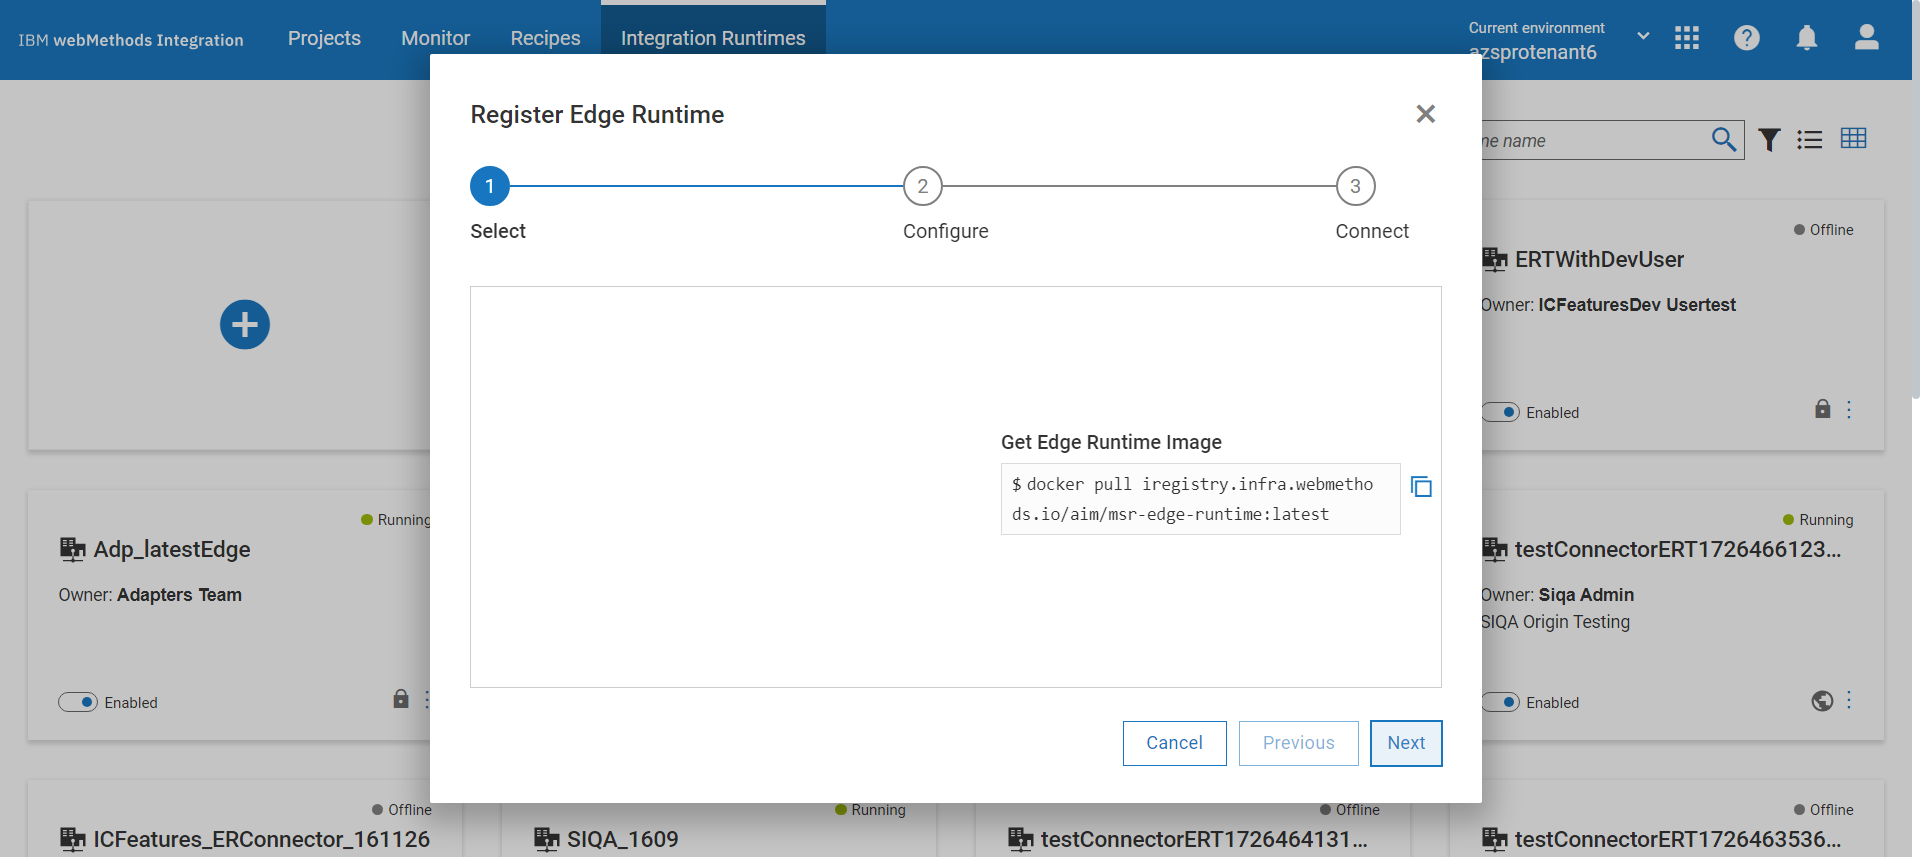 IBM webMethods Integration
Projects
Monitor
Recipes
Integration Runtimes
Current environment
azsprotenant6
?
Register Edge Runtime
1
2
3
Select
Configure
Connect
Get Edge Runtime Image
$ docker pull iregistry.infra.webmetho
ds.io/aim/msr-edge-runtime:latest
Cancel
Previous
Next
name
Offline
ERTWithDevUser
Owner: ICFeaturesDev Usertest
Enabled
Running
Adp_latestEdge
Owner: Adapters Team
Enabled
Running
testConnectorERT1726466123...
Owner: Siqa Admin
SIQA Origin Testing
Enabled
Offline
ICFeatures_ERConnector_161126
Running
SIQA_1609
Offline
testConnectorERT1726464131...
Offline
testConnectorERT1726463536...